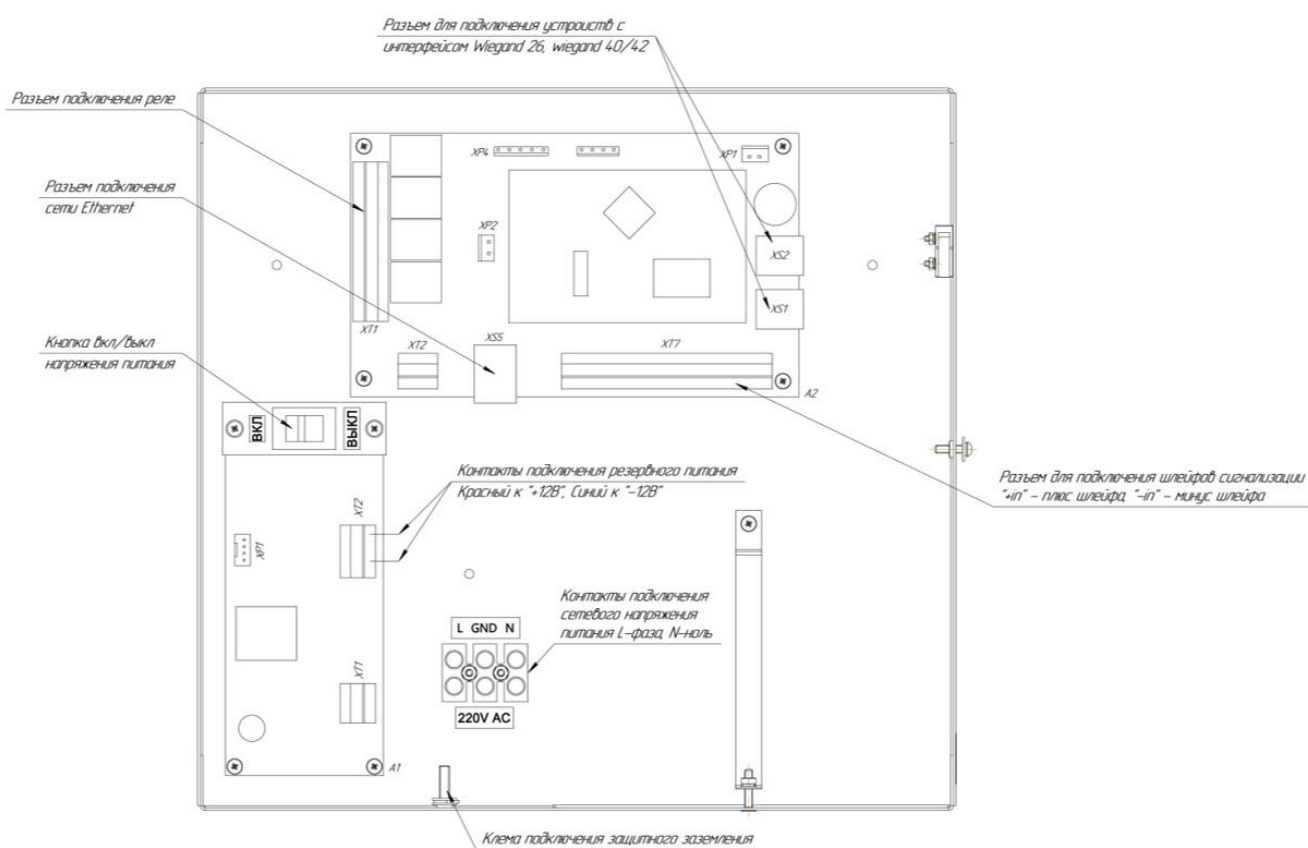 Разъем для подключения устроиств с
интерфейсом Wiegand 26, wiegand 40/42
Разъем подключения реле
XP4
XP1
Разъем подключения
сети Ethernet
XP2
XS2
XS1
XT1
Кнопка вкл/выкл
напряжения питания
XT2
XS5
XT7
A2
ВКЛ
ВЫКЛ
Контакты подключения резервного питания
Красный к "+12В", Синий к "-12В"
Разъем для подключения шлейфов сигнализации
"+in" - плюс шлейфа, "-in" - минус шлейфа
XT2
XP1
Контакты подключения
сетевого напряжения
питания L-фаза, N-ноль
L GND N
XT1
220V AC
A1
Клема подключения защитного заземления